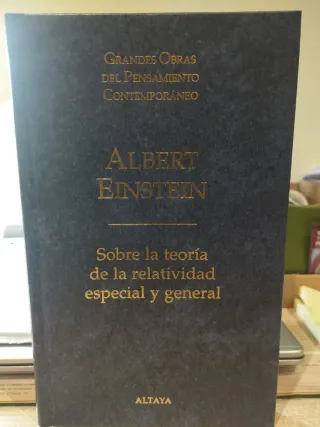 Grandes Obras
del Pensamiento
Contemporáneo
Albert
Einstein
Sobre la teoría
de la relatividad
especial y general
ALTAYA